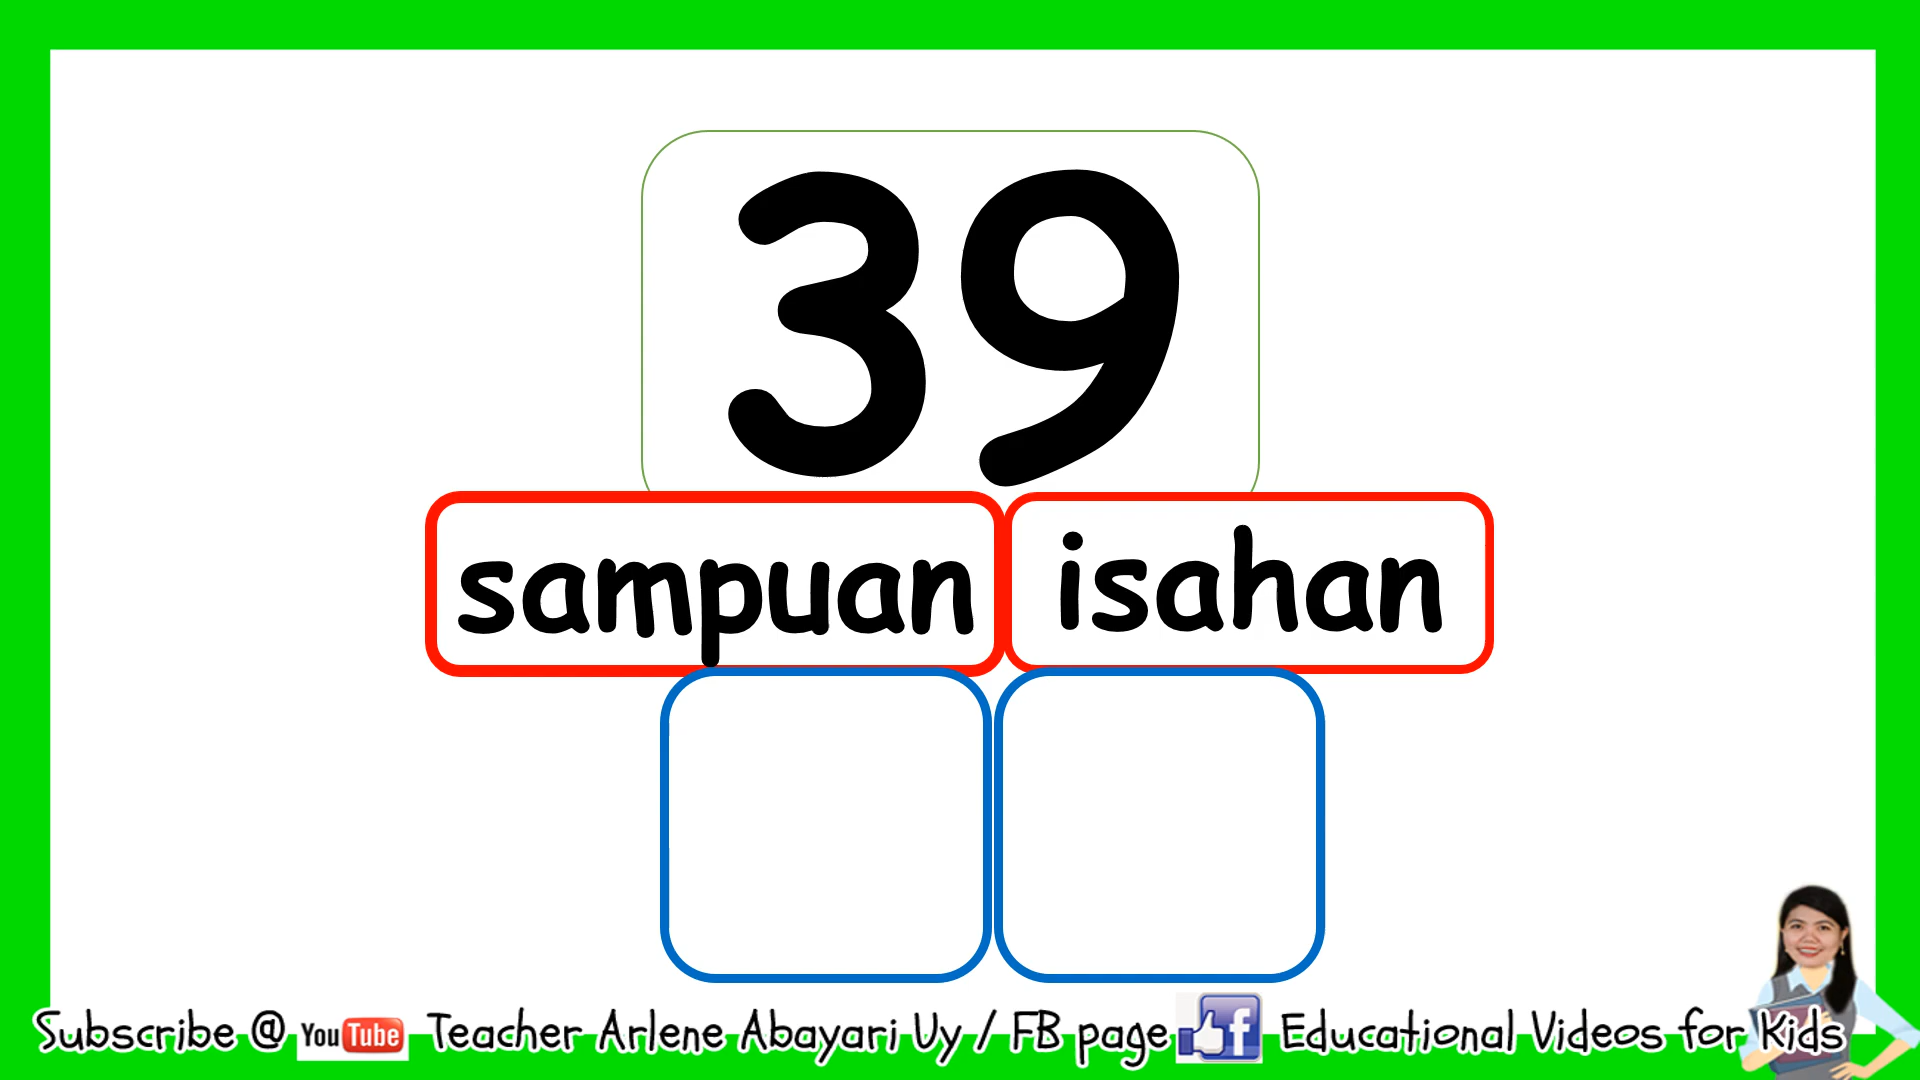 39
sampuan isahan
Subscribe @ YouTube Teacher Arlene Abayari Uy / FB page f Educational Videos for Kids